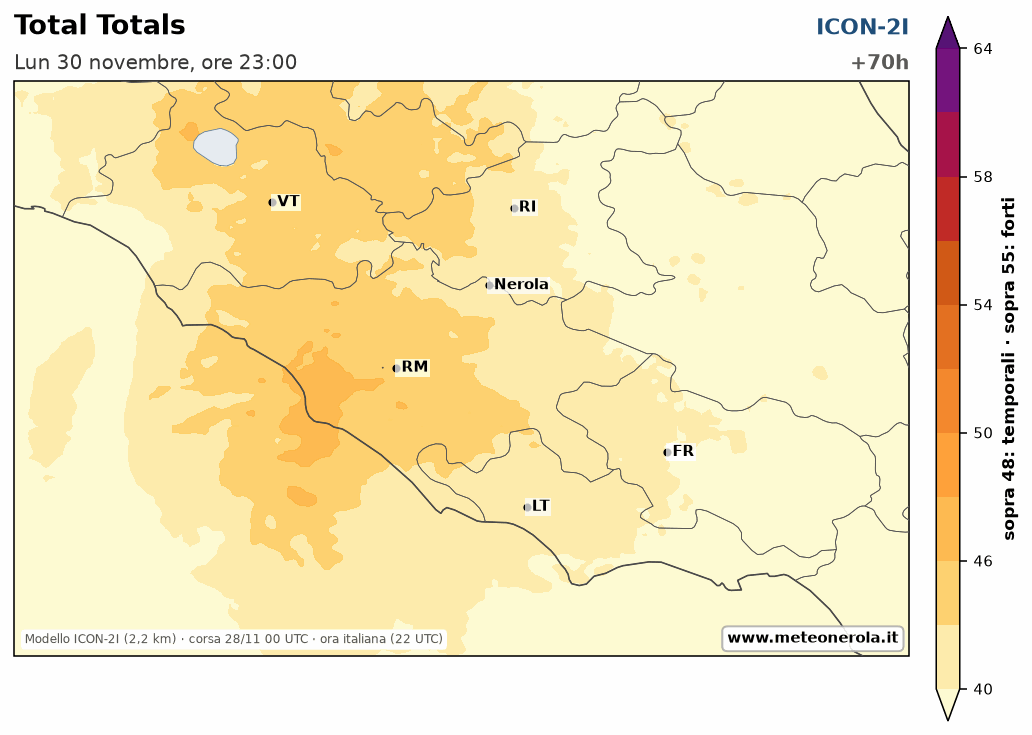 Total Totals
ICON-2I
Lun 30 novembre, ore 23:00
+70h
VT
RI
Nerola
RM
FR
LT
Modello ICON-2I (2,2 km) · corsa 28/11 00 UTC · ora italiana (22 UTC)
www.meteonerola.it
64
58
54
50
46
40
sopra 48: temporali · sopra 55: forti